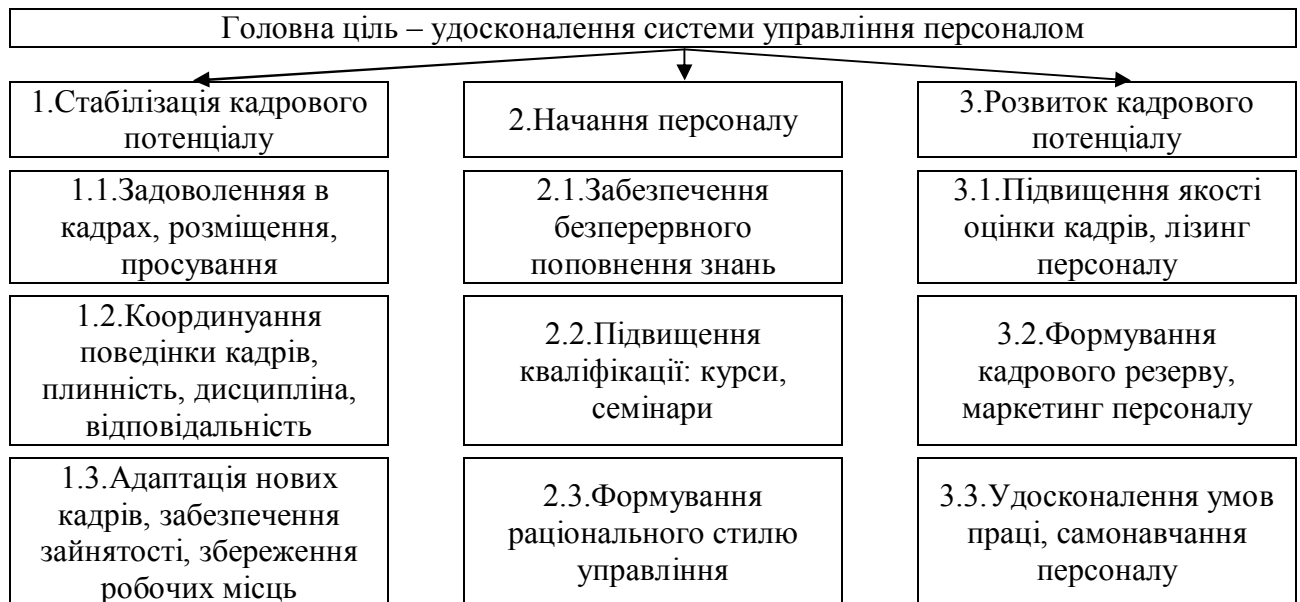 Головна ціль – удосконалення системи управління персоналом
1.Стабілізація кадрового
потенціалу
2.Начання персоналу
3.Розвиток кадрового
потенціалу
1.1.Задоволенняя в
кадрах, розміщення,
просування
2.1.Забезпечення
безперервного
поповнення знань
3.1.Підвищення якості
оцінки кадрів, лізинг
персоналу
1.2.Координуання
поведінки кадрів,
плинність, дисципліна,
відповідальність
2.2.Підвищення
кваліфікації: курси,
семінари
3.2.Формування
кадрового резерву,
маркетинг персоналу
1.3.Адаптація нових
кадрів, забезпечення
зайнятості, збереження
робочих місць
2.3.Формування
раціонального стилю
управління
3.3.Удосконалення умов
праці, самонавчання
персоналу